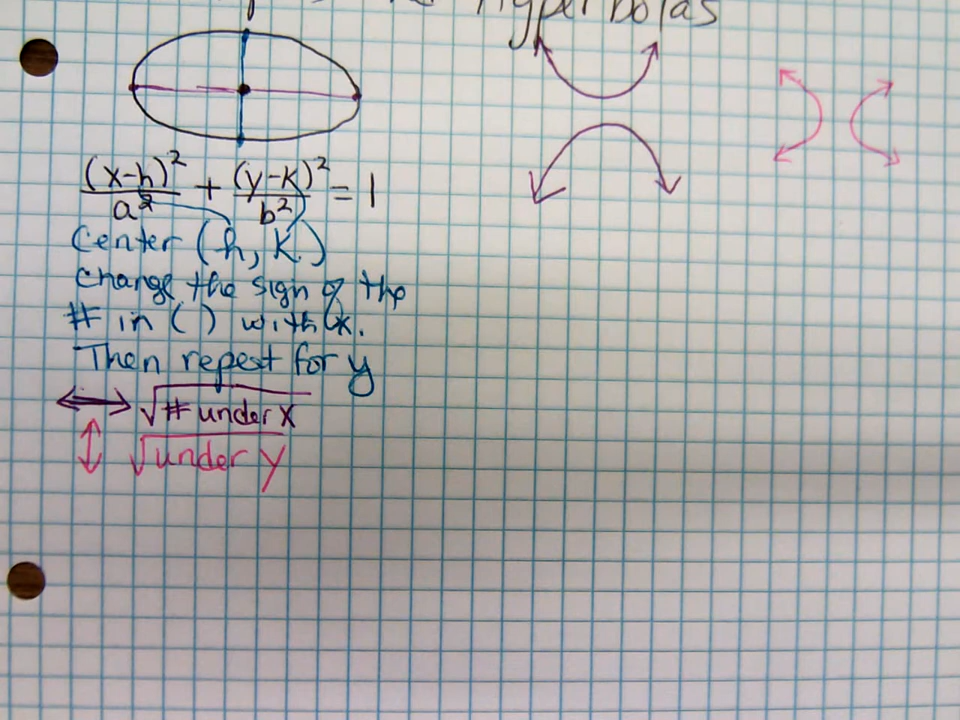 Hyperbolas
(x-h)²/a² + (y-k)²/b² = 1
Center (h, k)
Change the sign of the
# in ( ) with x.
Then repeat for y
√# under x
√under y